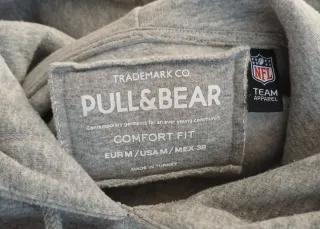 TRADEMARK CO.
PULL&BEAR
Contemporary garments for an ever young community
COMFORT FIT
EUR M / USA M / MEX 38
MADE IN TURKEY
NFL
TEAM
APPAREL